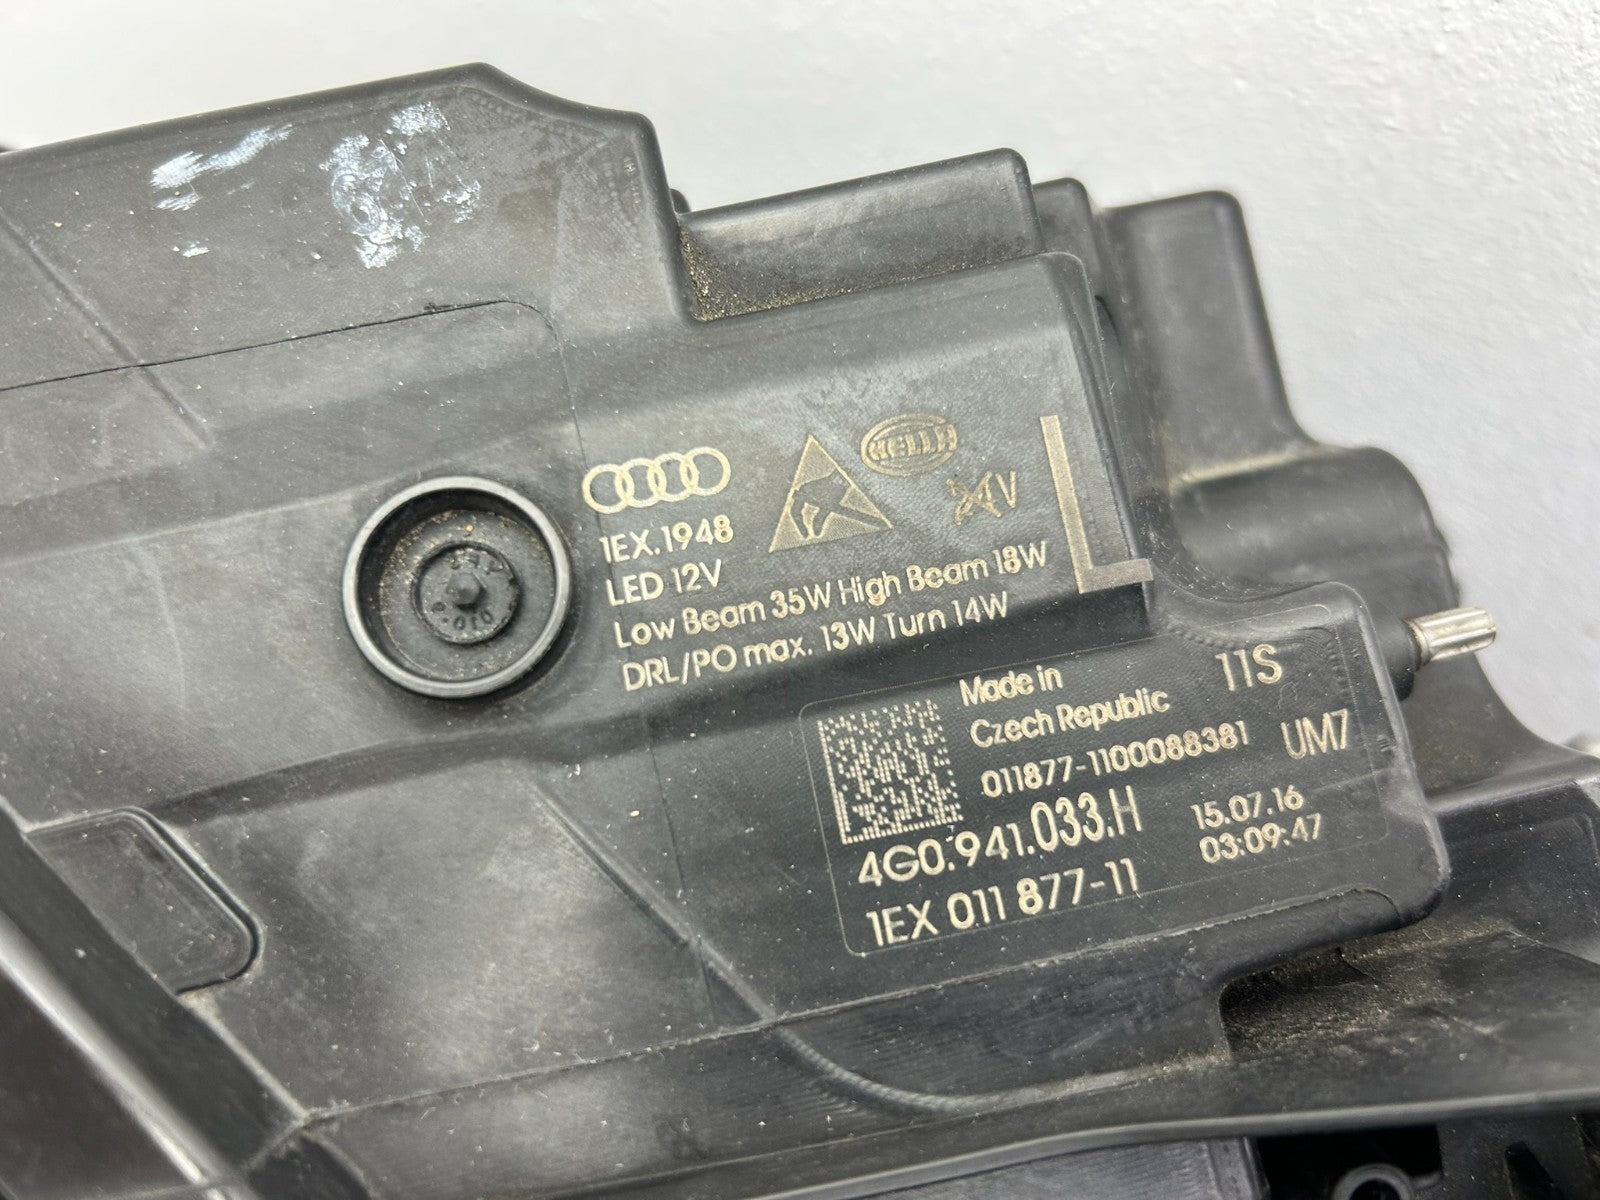 HELLA
V
L
1EX.1948
LED 12V
Low Beam 35W High Beam 18W
DRL/PO max. 13W Turn 14W
Made in
Czech Republic
11S
011877-1100088381
UM7
4G0.941.033.H
15.07.16
03:09:47
1EX 011 877-11